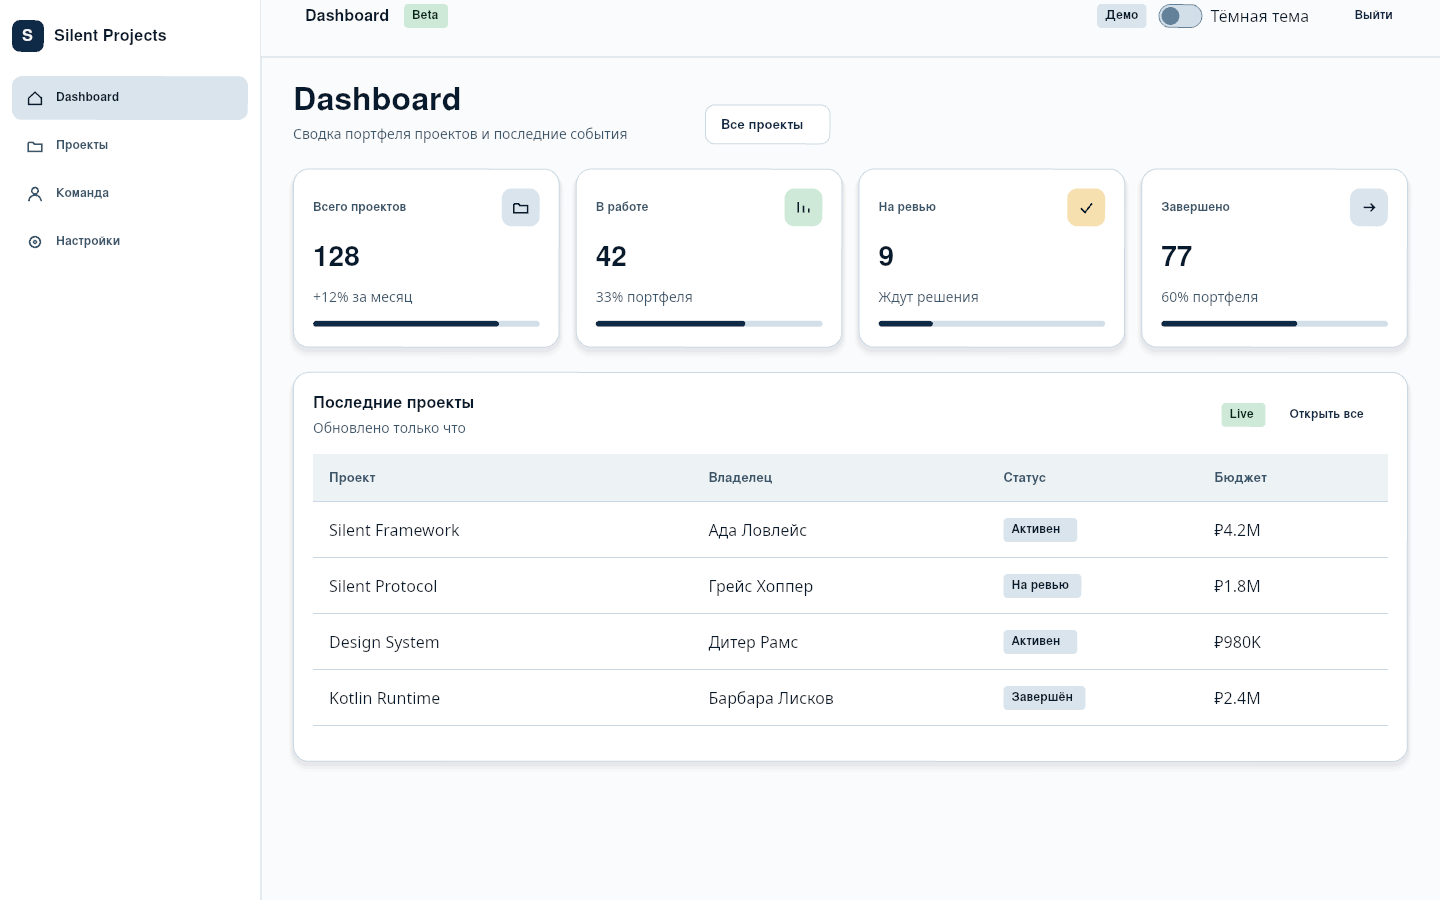 S Silent Projects
Dashboard
Проекты
Команда
Настройки
Dashboard Beta
Демо Тёмная тема Выйти
Dashboard
Сводка портфеля проектов и последние события
Все проекты
Всего проектов
128
+12% за месяц
В работе
42
33% портфеля
На ревью
9
Ждут решения
Завершено
77
60% портфеля
Последние проекты
Обновлено только что
Live Открыть все
Проект Владелец Статус Бюджет
Silent Framework Ада Ловлейс Активен ₽4.2M
Silent Protocol Грейс Хоппер На ревью ₽1.8M
Design System Дитер Рамс Активен ₽980K
Kotlin Runtime Барбара Лисков Завершён ₽2.4M